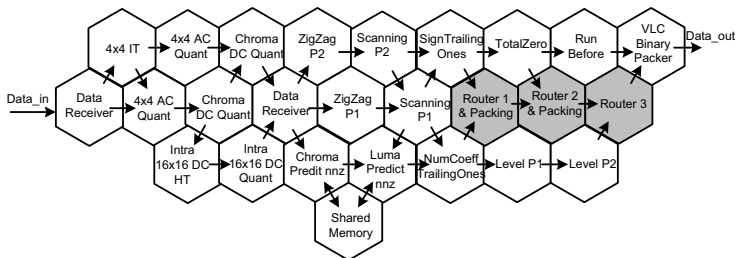 4x4 IT
4x4 AC
Quant
Chroma
DC Quant
ZigZag
P2
Scanning
P2
SignTrailing
Ones
TotalZero
Run
Before
VLC
Binary
Packer
Data_out
Data_in
Data
Receiver
4x4 AC
Quant
Chroma
DC Quant
Data
Receiver
ZigZag
P1
Scanning
P1
Router 1
& Packing
Router 2
& Packing
Router 3
Intra
16x16 DC
HT
Intra
16x16 DC
Quant
Chroma
Predit nnz
Luma
Predict
nnz
NumCoeff
TrailingOnes
Level P1
Level P2
Shared
Memory